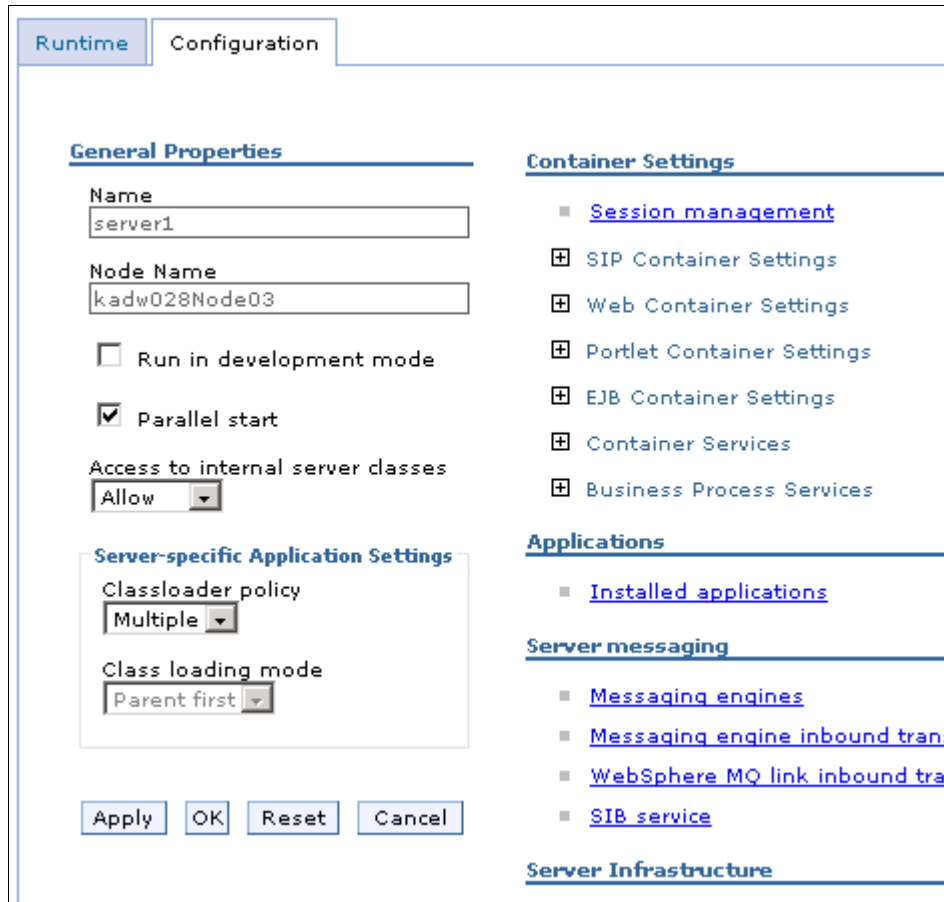 Runtime
Configuration
General Properties
Name
server1
Node Name
kadw028Node03
Run in development mode
Parallel start
Access to internal server classes
Allow
Server-specific Application Settings
Classloader policy
Multiple
Class loading mode
Parent first
Apply
OK
Reset
Cancel
Container Settings
Session management
SIP Container Settings
Web Container Settings
Portlet Container Settings
EJB Container Settings
Container Services
Business Process Services
Applications
Installed applications
Server messaging
Messaging engines
Messaging engine inbound
WebSphere MQ link inbound
SIB service
Server Infrastructure